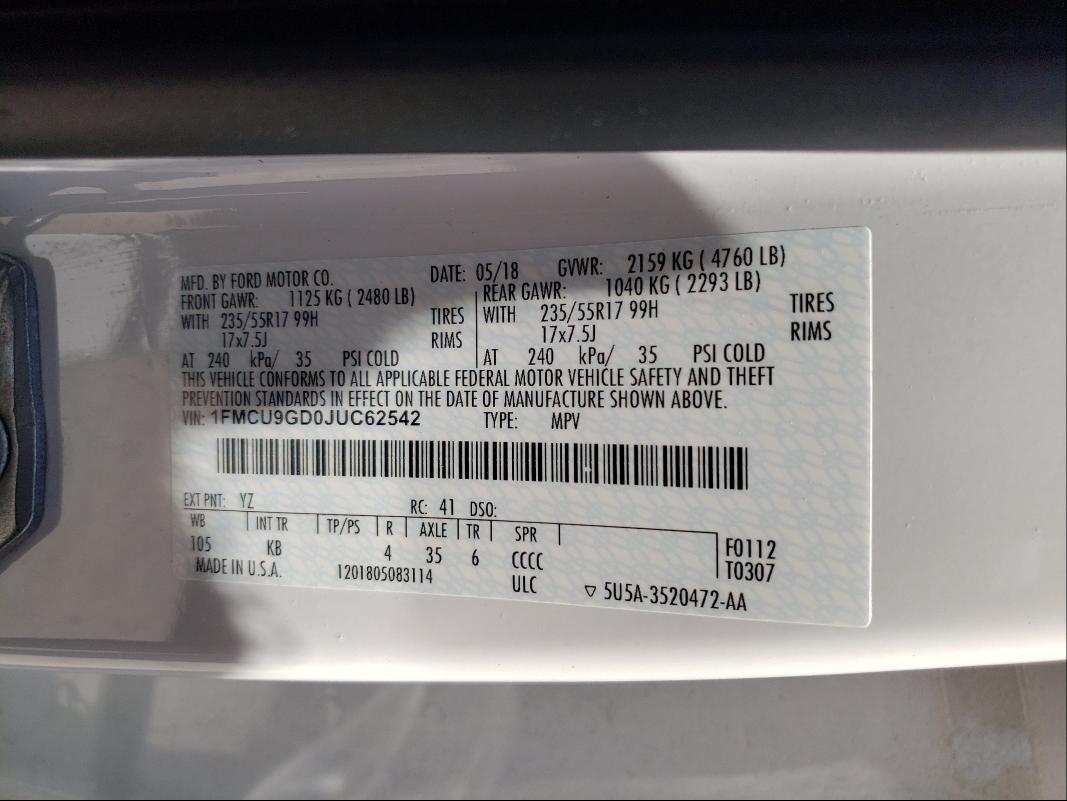 MFD. BY FORD MOTOR CO. DATE: 05/18 GVWR: 2159 KG ( 4760 LB)
FRONT GAWR: 1125 KG ( 2480 LB) REAR GAWR: 1040 KG ( 2293 LB)
WITH 235/55R17 99H TIRES WITH 235/55R17 99H TIRES
17x7.5J RIMS 17x7.5J RIMS
AT 240 kPa/ 35 PSI COLD AT 240 kPa/ 35 PSI COLD
THIS VEHICLE CONFORMS TO ALL APPLICABLE FEDERAL MOTOR VEHICLE SAFETY AND THEFT
PREVENTION STANDARDS IN EFFECT ON THE DATE OF MANUFACTURE SHOWN ABOVE.
VIN: 1FMCU9GD0JUC62542 TYPE: MPV
EXT PNT: YZ RC: 41 DSO:
WB INT TR TP/PS R AXLE TR SPR
105 KB 4 35 6 CCCC F0112
MADE IN U.S.A. 1201805083114 ULC T0307
▽ 5U5A-3520472-AA